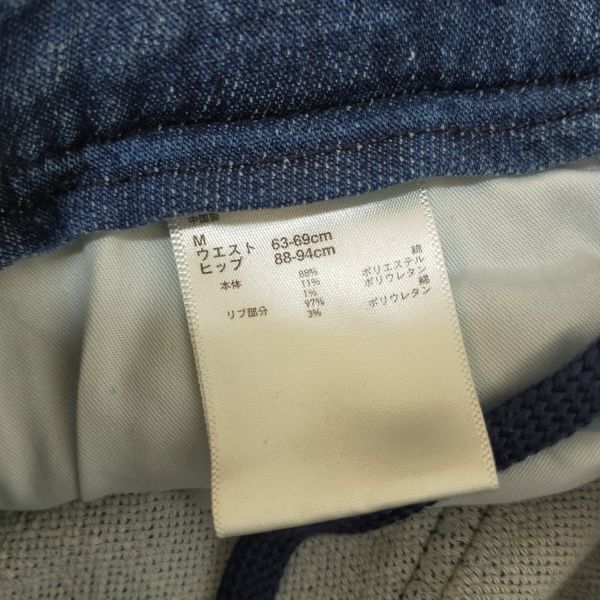 中国製
M
ウエスト 63-69cm
ヒップ 88-94cm
本体 88% 綿
11% ポリエステル
1% ポリウレタン
リブ部分 97% 綿
3% ポリウレタン